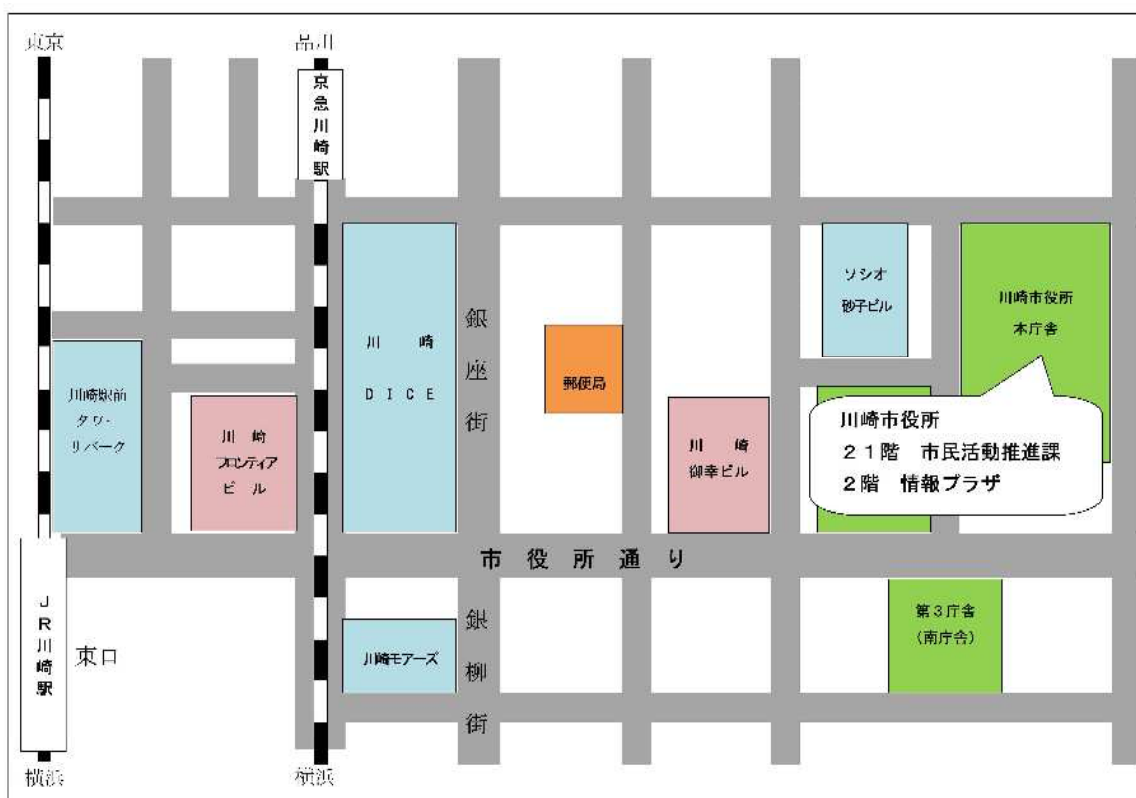 東京
品川
京急川崎駅
ソシオ
砂子ビル
川崎市役所
本庁舎
銀座街
川崎
DICE
郵便局
川崎駅前
タワー
リバーク
川崎
フロンティア
ビル
川崎
御幸ビル
川崎市役所
21階 市民活動推進課
2階 情報プラザ
市役所通り
JR川崎駅
東口
川崎モアーズ
銀柳街
第3庁舎
(南庁舎)
横浜
横浜